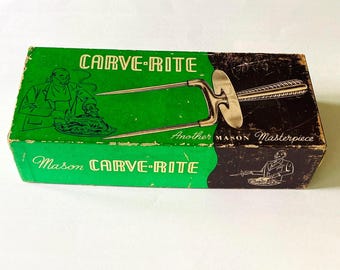 CARVE-RITE
Another MASON Masterpiece
Mason CARVE-RITE